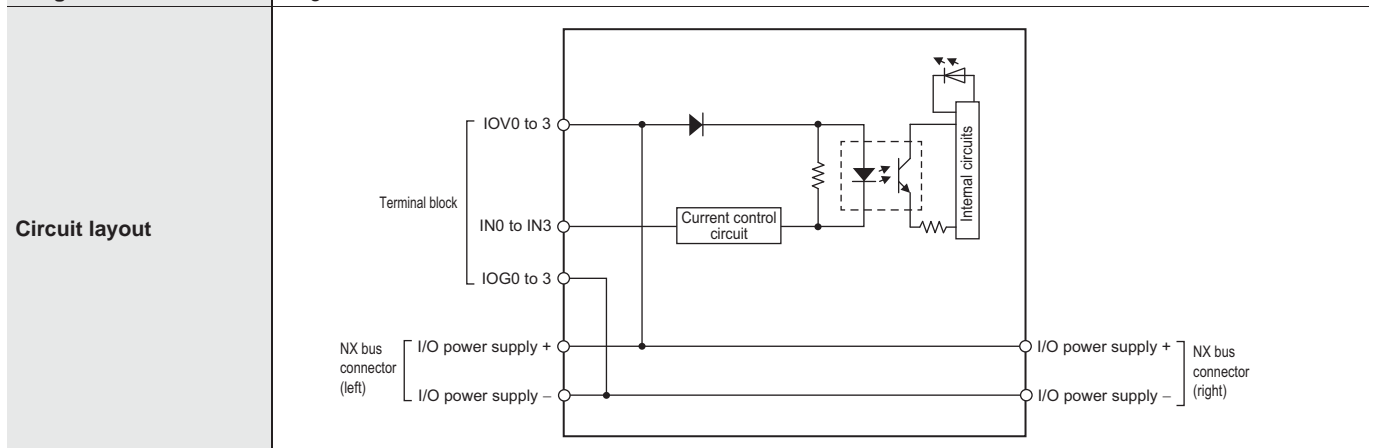 Circuit layout
IOV0 to 3
Terminal block
IN0 to IN3
Current control
circuit
IOG0 to 3
Internal circuits
NX bus
connector
(left)
I/O power supply +
I/O power supply −
I/O power supply +
I/O power supply −
NX bus
connector
(right)